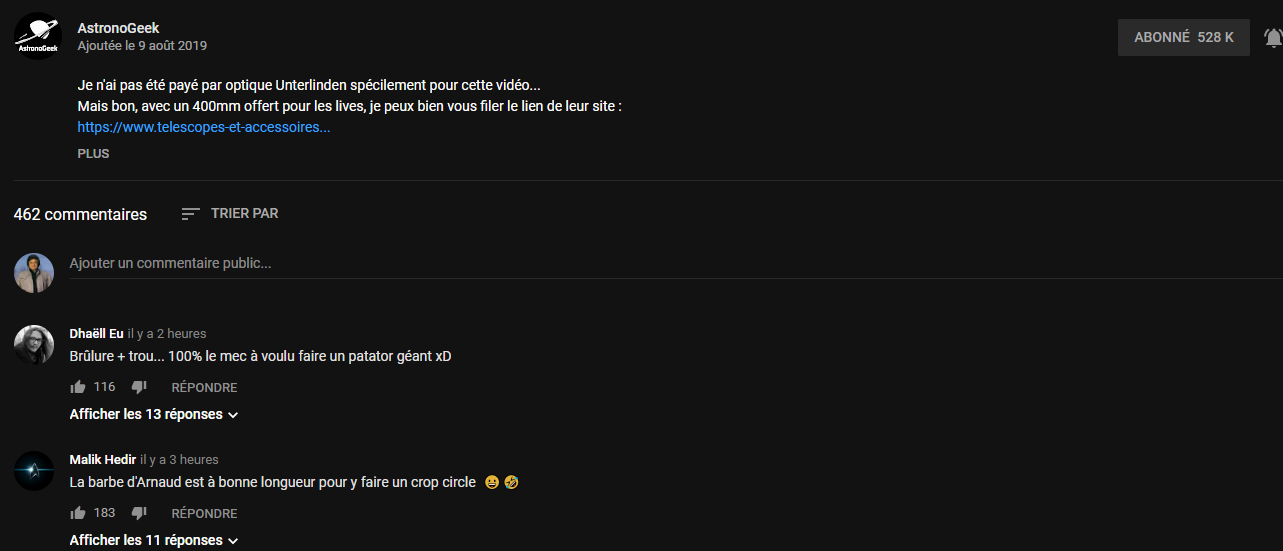 AstronoGeek
AstronoGeek
Ajoutée le 9 août 2019
ABONNÉ 528 K
Je n'ai pas été payé par optique Unterlinden spécilement pour cette vidéo...
Mais bon, avec un 400mm offert pour les lives, je peux bien vous filer le lien de leur site :
https://www.telescopes-et-accessoires...
PLUS
462 commentaires
TRIER PAR
Ajouter un commentaire public...
Dhaëll Eu il y a 2 heures
Brûlure + trou... 100% le mec à voulu faire un patator géant xD
116 RÉPONDRE
Afficher les 13 réponses
Malik Hedir il y a 3 heures
La barbe d'Arnaud est à bonne longueur pour y faire un crop circle 😀🤣
183 RÉPONDRE
Afficher les 11 réponses